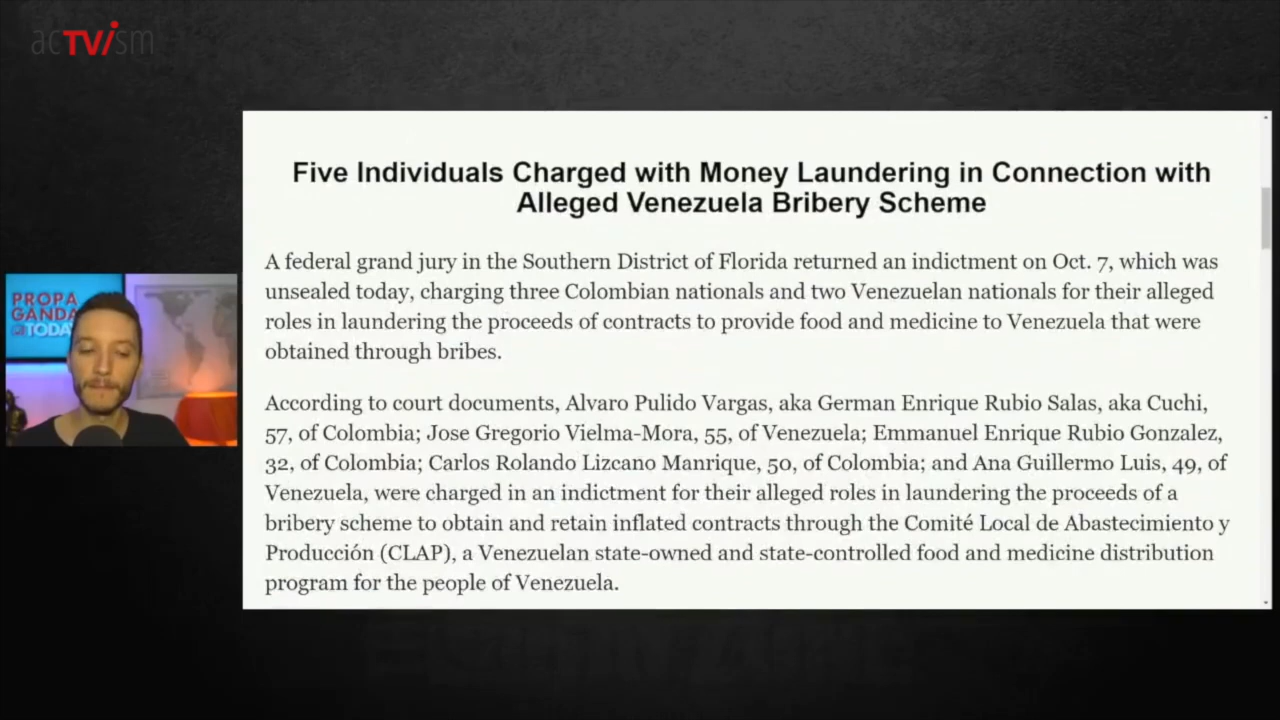 acTVism
PROPA
GANDA
TODAY
Five Individuals Charged with Money Laundering in Connection with
Alleged Venezuela Bribery Scheme
A federal grand jury in the Southern District of Florida returned an indictment on Oct. 7, which was
unsealed today, charging three Colombian nationals and two Venezuelan nationals for their alleged
roles in laundering the proceeds of contracts to provide food and medicine to Venezuela that were
obtained through bribes.
According to court documents, Alvaro Pulido Vargas, aka German Enrique Rubio Salas, aka Cuchi,
57, of Colombia; Jose Gregorio Vielma-Mora, 55, of Venezuela; Emmanuel Enrique Rubio Gonzalez,
32, of Colombia; Carlos Rolando Lizcano Manrique, 50, of Colombia; and Ana Guillermo Luis, 49, of
Venezuela, were charged in an indictment for their alleged roles in laundering the proceeds of a
bribery scheme to obtain and retain inflated contracts through the Comité Local de Abastecimiento y
Producción (CLAP), a Venezuelan state-owned and state-controlled food and medicine distribution
program for the people of Venezuela.